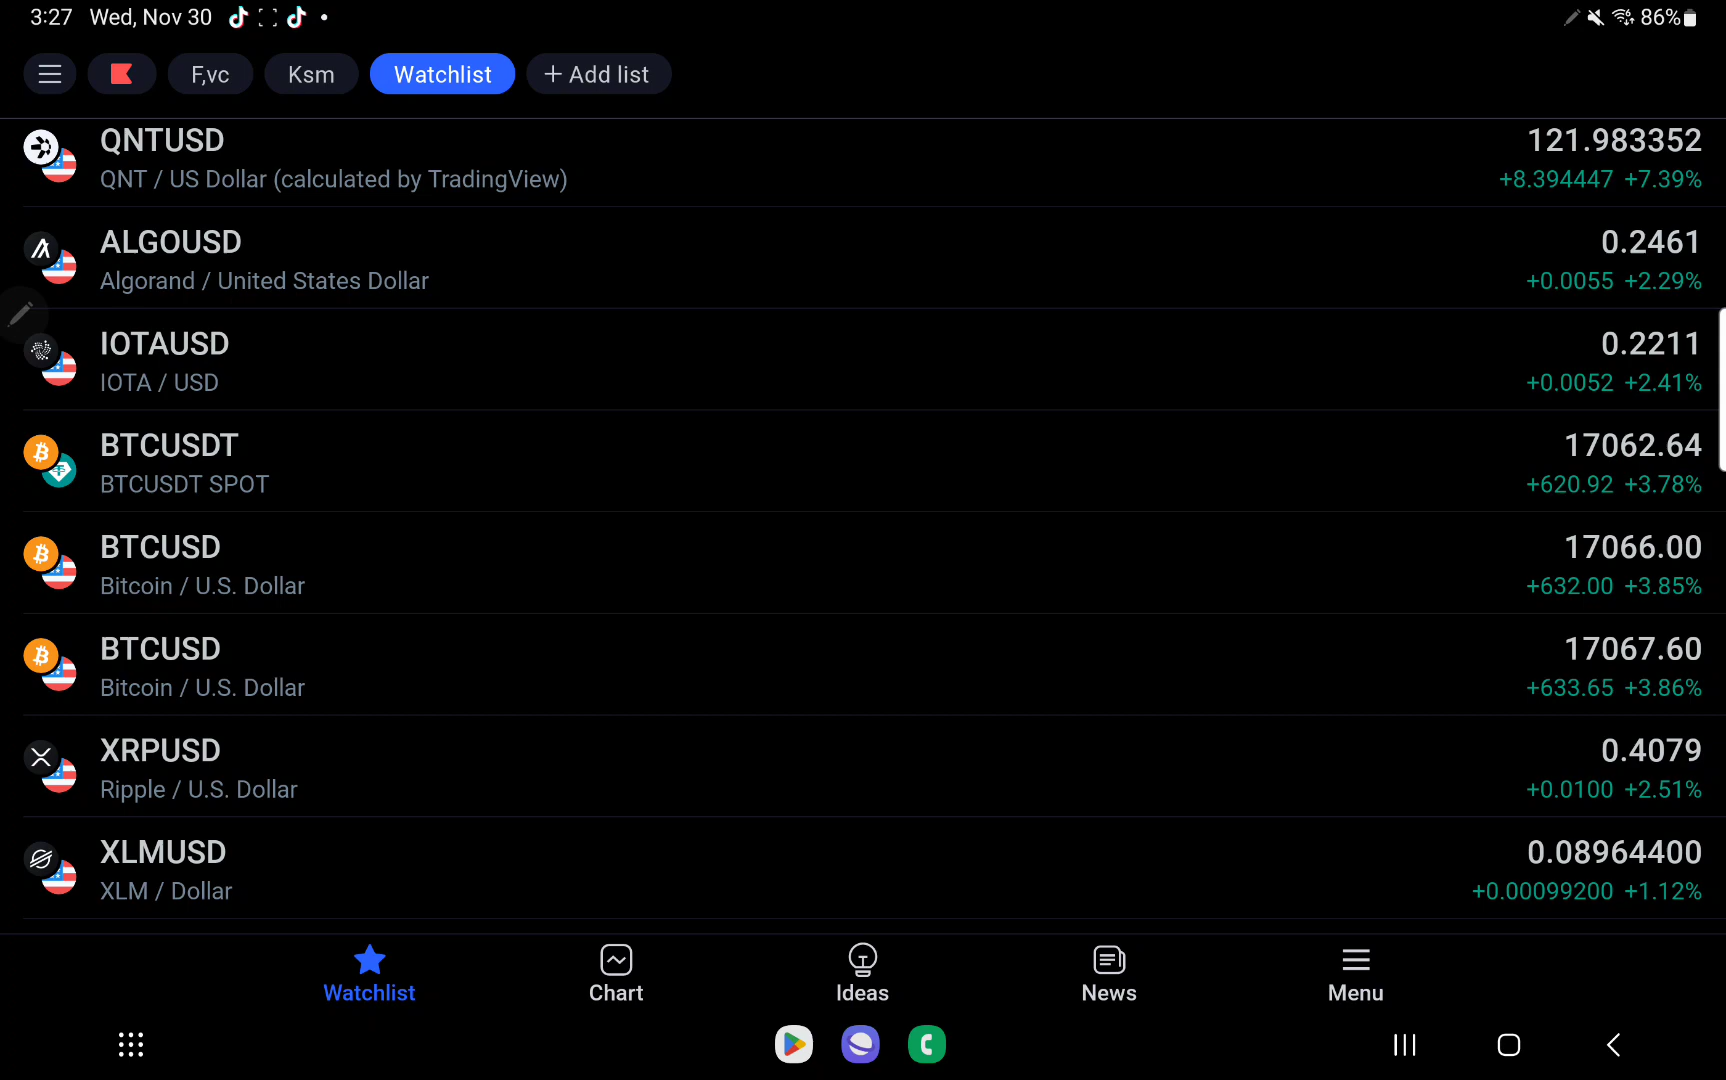 3:27 Wed, Nov 30 86%
F,vc Ksm Watchlist + Add list
QNTUSD 121.983352
QNT / US Dollar (calculated by TradingView) +8.394447 +7.39%
ALGOUSD 0.2461
Algorand / United States Dollar +0.0055 +2.29%
IOTAUSD 0.2211
IOTA / USD +0.0052 +2.41%
BTCUSDT 17062.64
BTCUSDT SPOT +620.92 +3.78%
BTCUSD 17066.00
Bitcoin / U.S. Dollar +632.00 +3.85%
BTCUSD 17067.60
Bitcoin / U.S. Dollar +633.65 +3.86%
XRPUSD 0.4079
Ripple / U.S. Dollar +0.0100 +2.51%
XLMUSD 0.08964400
XLM / Dollar +0.00099200 +1.12%
Watchlist Chart Ideas News Menu